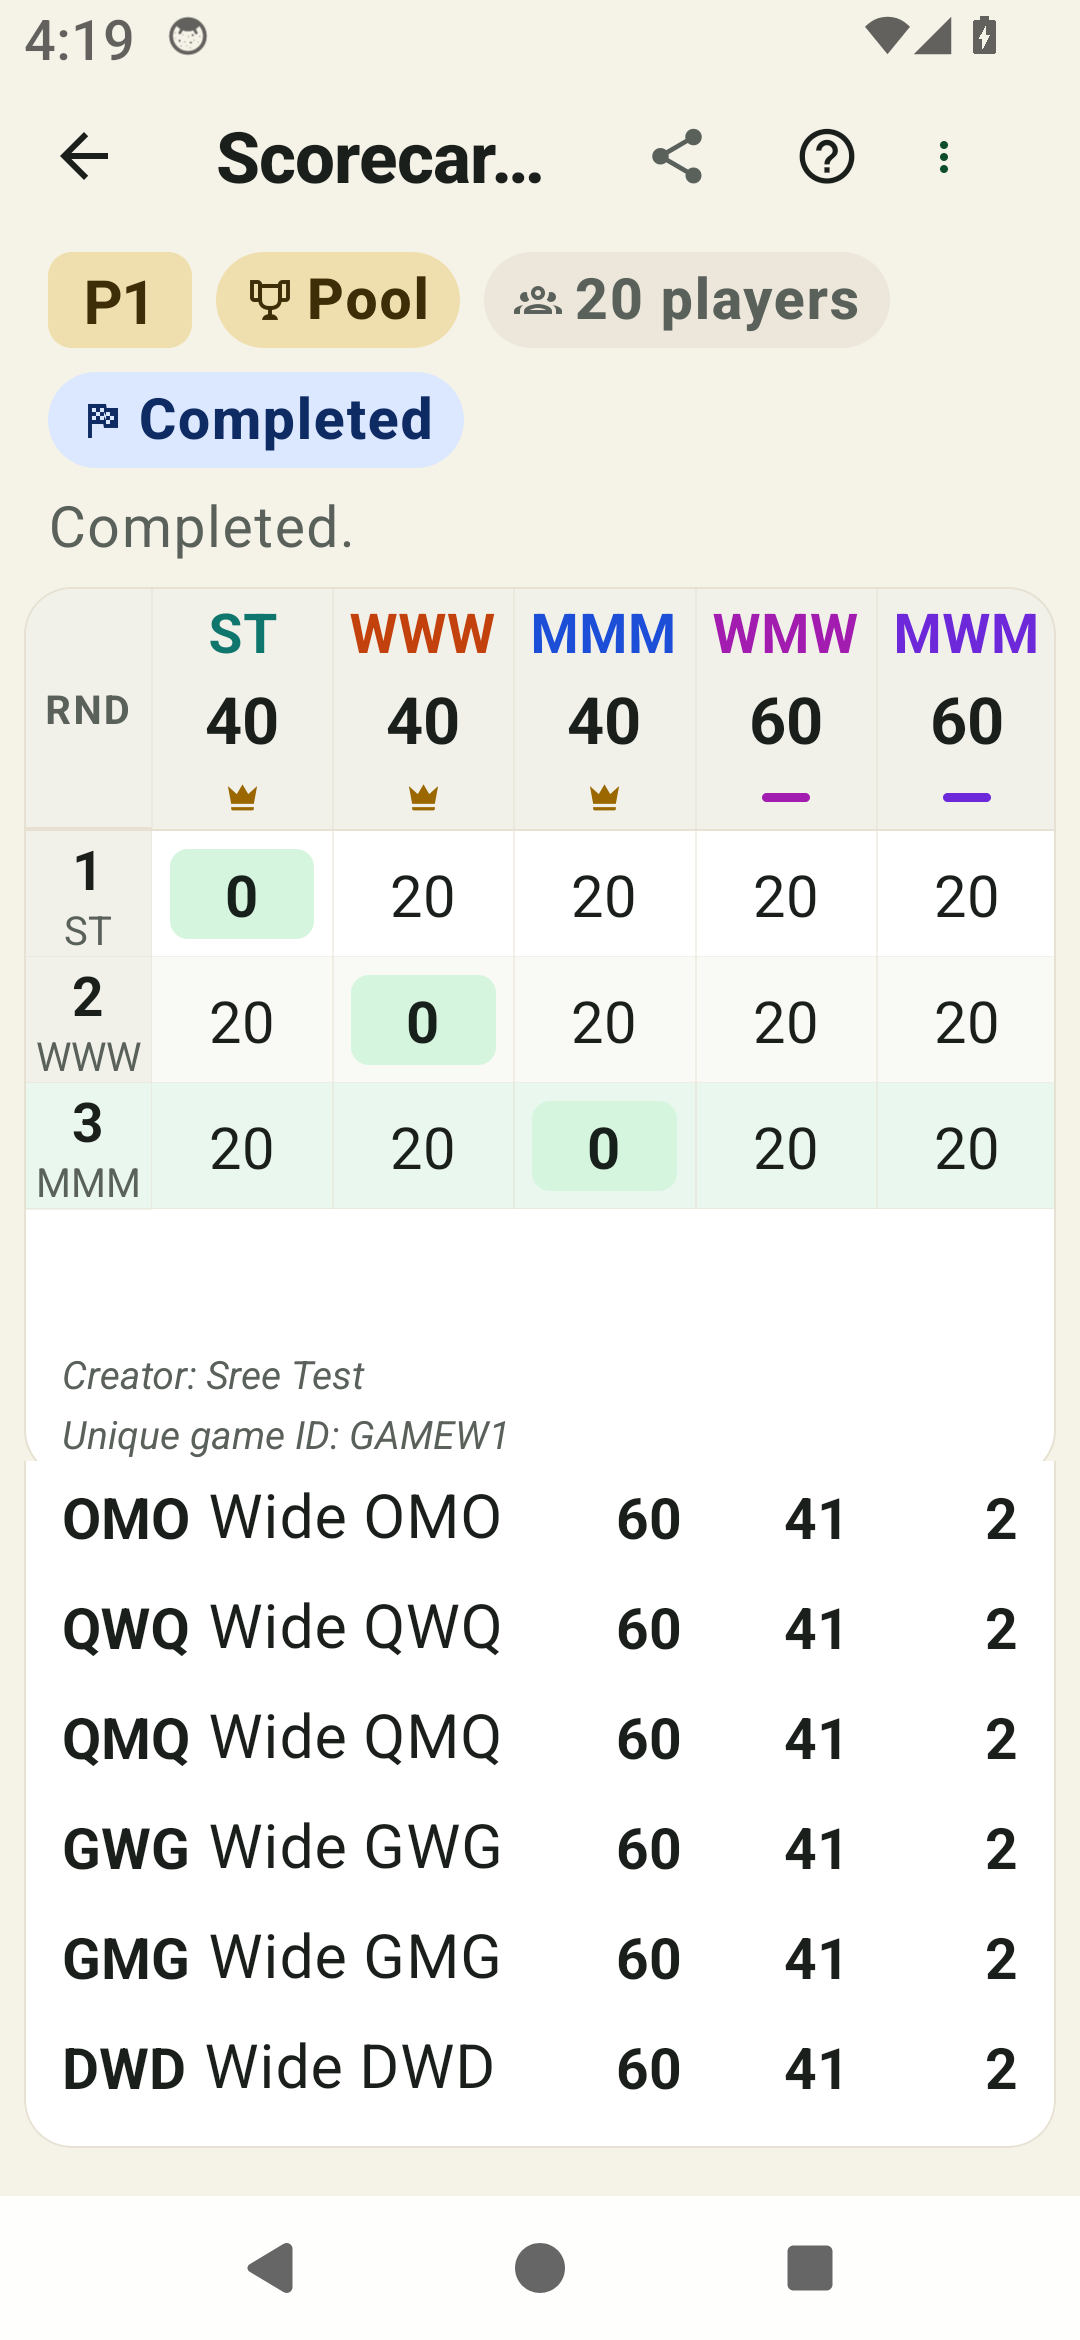 4:19
Scorecar...
P1 Pool 20 players
Completed
Completed.
RND ST WWW MMM WMW MWM
40 40 40 60 60
1 0 20 20 20 20
ST
2 20 0 20 20 20
WWW
3 20 20 0 20 20
MMM
Creator: Sree Test
Unique game ID: GAMEW1
OMO Wide OMO 60 41 2
QWQ Wide QWQ 60 41 2
QMQ Wide QMQ 60 41 2
GWG Wide GWG 60 41 2
GMG Wide GMG 60 41 2
DWD Wide DWD 60 41 2